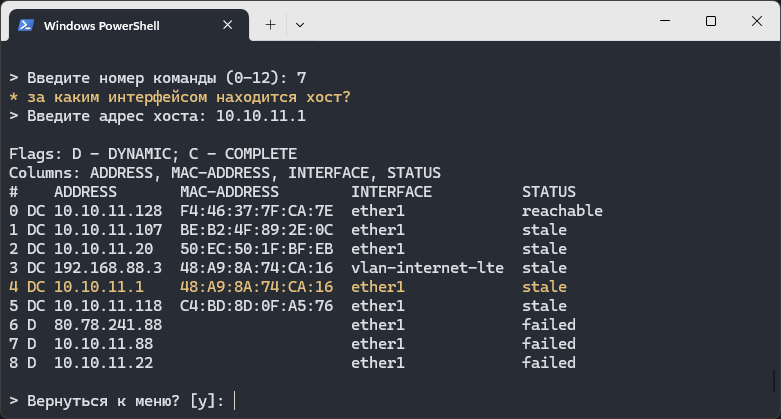 Windows PowerShell
> Введите номер команды (0-12): 7
* за каким интерфейсом находится хост?
> Введите адрес хоста: 10.10.11.1
Flags: D - DYNAMIC; C - COMPLETE
Columns: ADDRESS, MAC-ADDRESS, INTERFACE, STATUS
#    ADDRESS       MAC-ADDRESS        INTERFACE          STATUS
0 DC 10.10.11.128  F4:46:37:7F:CA:7E  ether1             reachable
1 DC 10.10.11.107  BE:B2:4F:89:2E:0C  ether1             stale
2 DC 10.10.11.20   50:EC:50:1F:BF:EB  ether1             stale
3 DC 192.168.88.3  48:A9:8A:74:CA:16  vlan-internet-lte  stale
4 DC 10.10.11.1    48:A9:8A:74:CA:16  ether1             stale
5 DC 10.10.11.118  C4:BD:8D:0F:A5:76  ether1             stale
6 D  80.78.241.88                     ether1             failed
7 D  10.10.11.88                      ether1             failed
8 D  10.10.11.22                      ether1             failed
> Вернуться к меню? [y]: